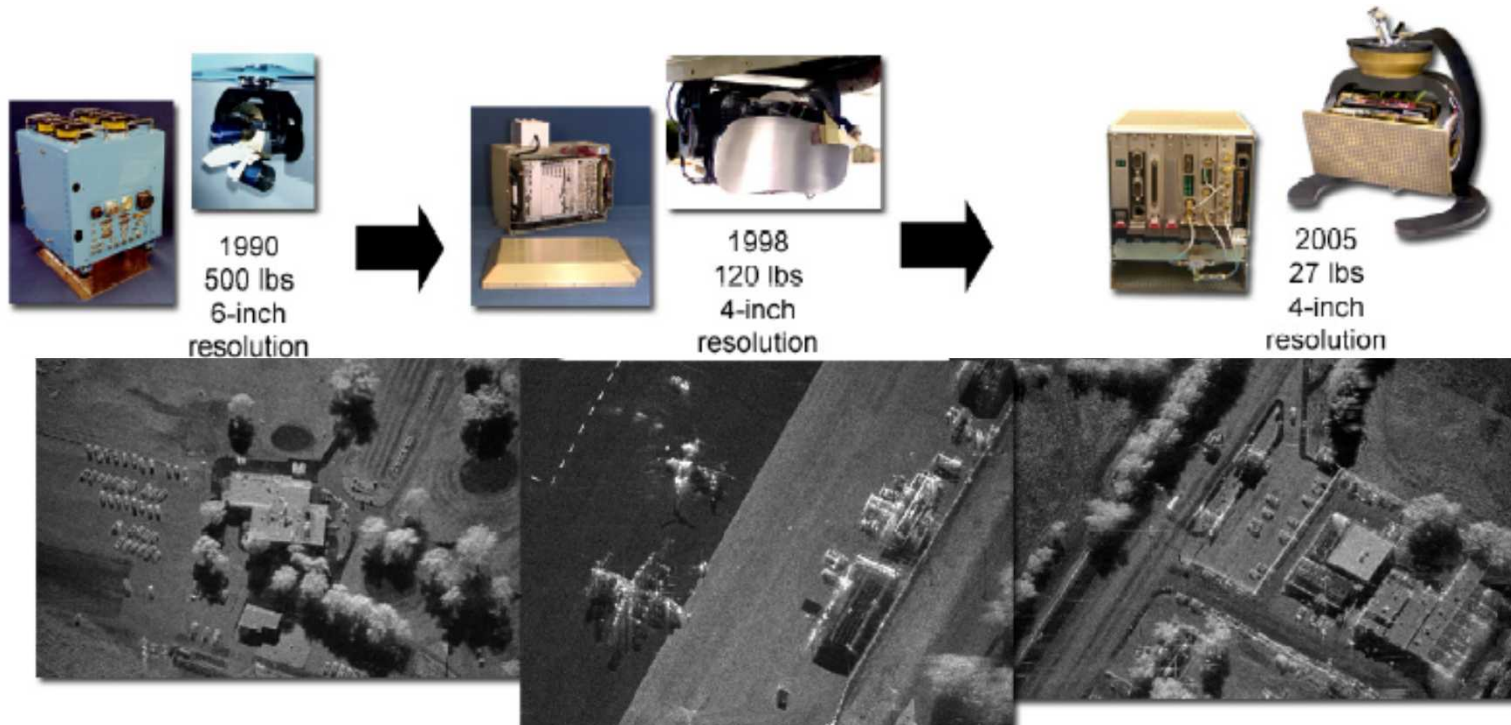 1990
500 lbs
6-inch
resolution
1998
120 lbs
4-inch
resolution
2005
27 lbs
4-inch
resolution